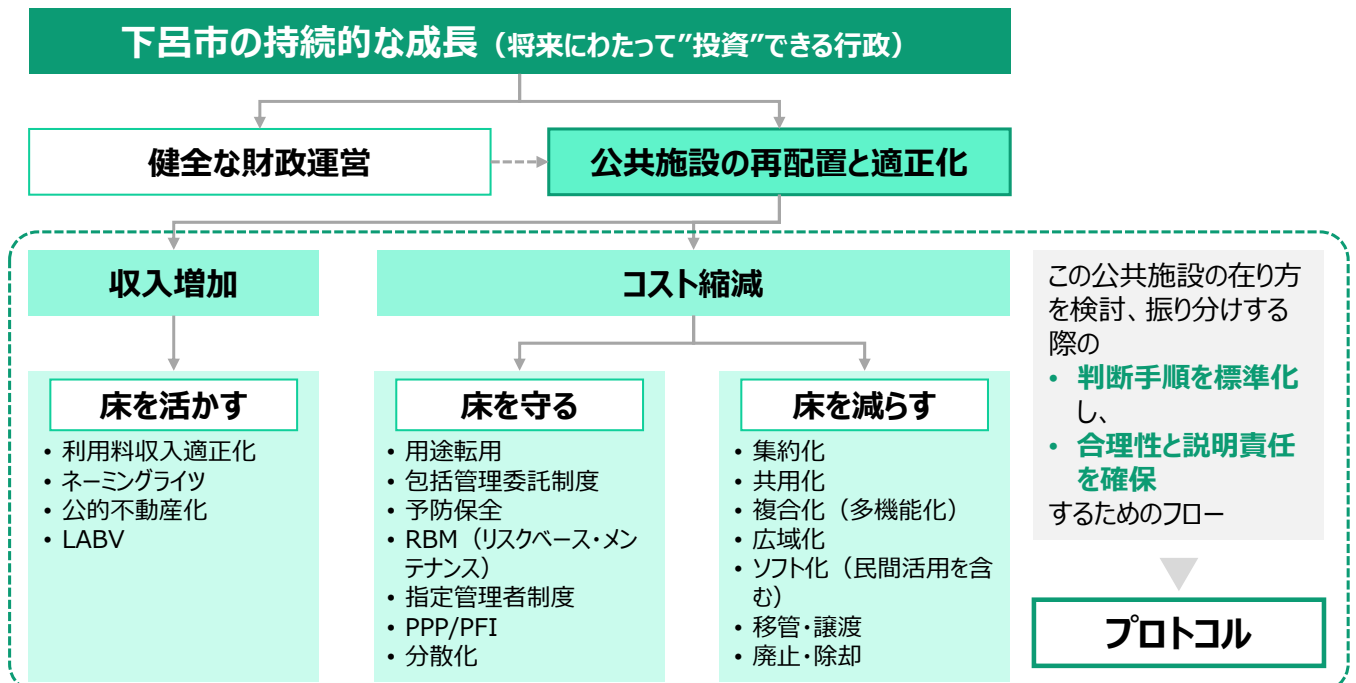 下呂市の持続的な成長（将来にわたって”投資”できる行政）
健全な財政運営
公共施設の再配置と適正化
収入増加
コスト縮減
床を活かす
• 利用料収入適正化
• ネーミングライツ
• 公的不動産化
• LABV
床を守る
• 用途転用
• 包括管理委託制度
• 予防保全
• RBM（リスクベース・メン
テナンス）
• 指定管理者制度
• PPP/PFI
• 分散化
床を減らす
• 集約化
• 共用化
• 複合化（多機能化）
• 広域化
• ソフト化（民間活用を含
む）
• 移管・譲渡
• 廃止・除却
この公共施設の在り方
を検討、振り分けする
際の
• 判断手順を標準化
し、
• 合理性と説明責任
を確保
するためのフロー
プロトコル